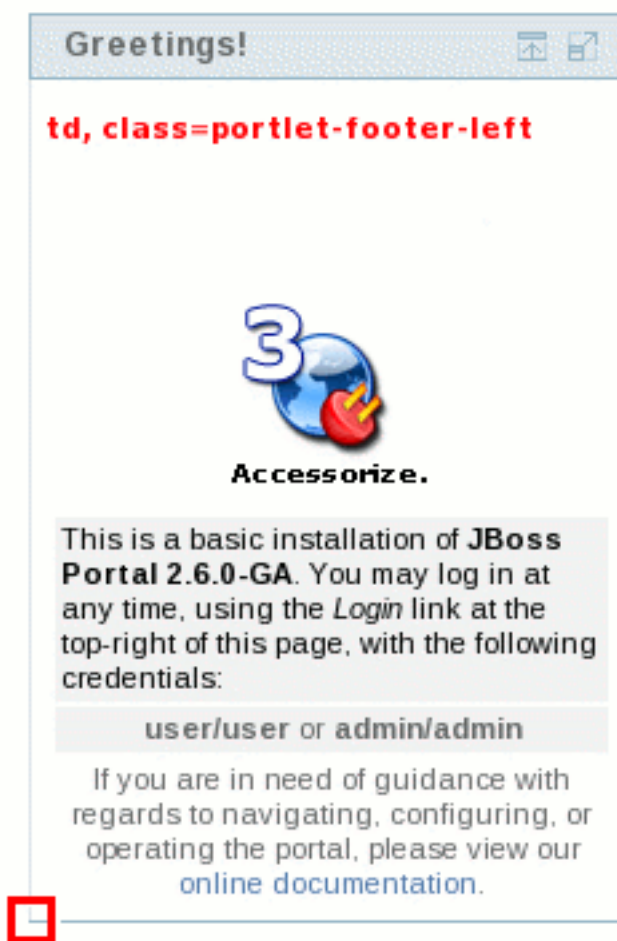 Greetings!
td, class=portlet-footer-left
3
Accessorize.
This is a basic installation of JBoss
Portal 2.6.0-GA. You may log in at
any time, using the Login link at the
top-right of this page, with the following
credentials:
user/user or admin/admin
If you are in need of guidance with
regards to navigating, configuring, or
operating the portal, please view our
online documentation.